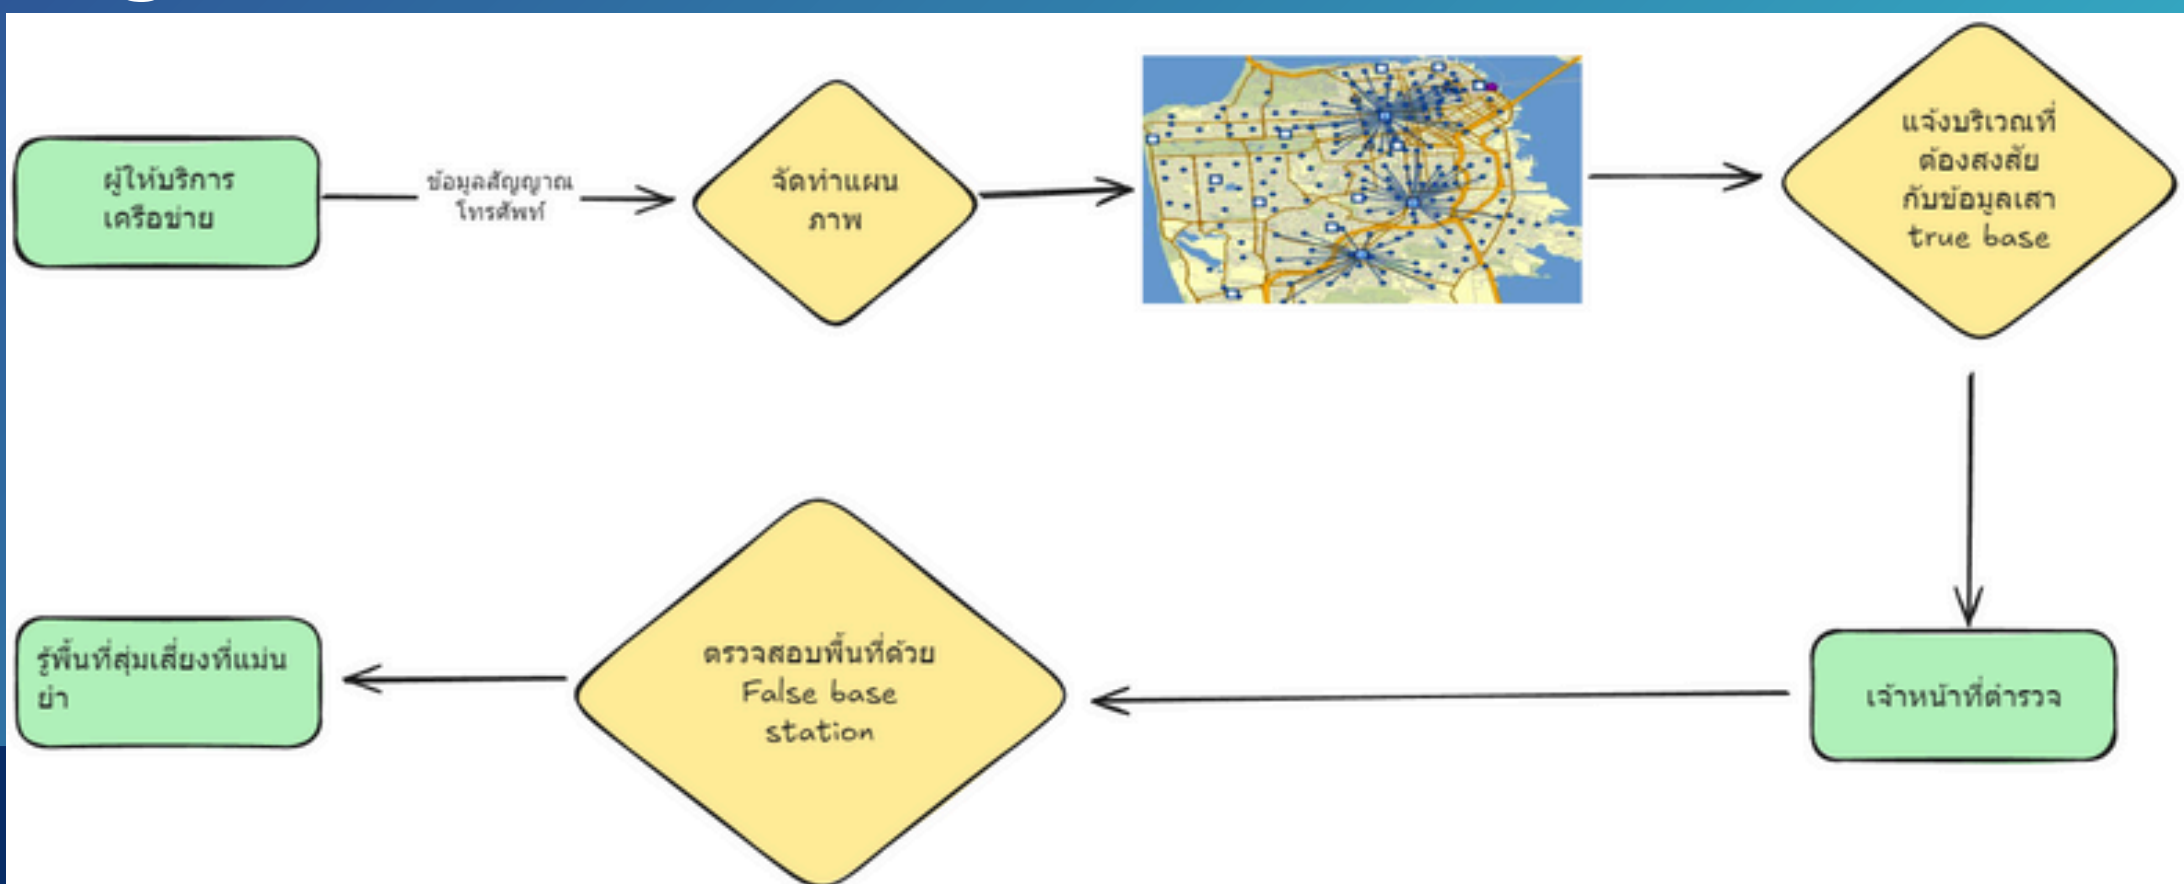 ผู้ให้บริการ
เครือข่าย
ข้อมูลสัญญาณ
โทรศัพท์
จัดทำแผน
ภาพ
แจ้งบริเวณที่
ต้องสงสัย
กับข้อมูลเสา
true base
เจ้าหน้าที่ตำรวจ
ตรวจสอบพื้นที่ด้วย
False base
station
รู้พื้นที่สุ่มเสี่ยงที่แม่น
ยำ